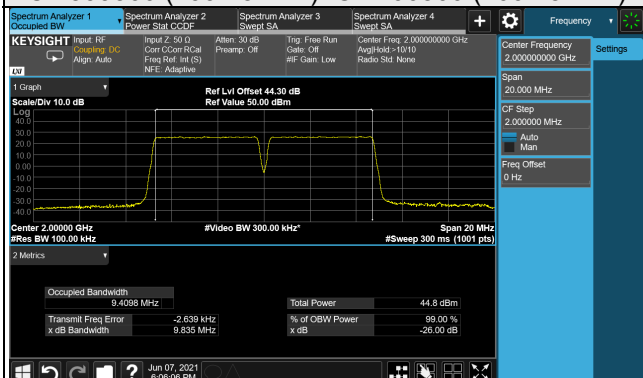 Spectrum Analyzer 1
Occupied BW
Spectrum Analyzer 2
Power Stat CCDF
Spectrum Analyzer 3
Swept SA
Spectrum Analyzer 4
Swept SA
Frequency
KEYSIGHT
LXI
Input: RF
Coupling: DC
Align: Auto
Input Z: 50 Ω
Corr CCorr RCal
Freq Ref: Int (S)
NFE: Adaptive
Atten: 30 dB
Preamp: Off
Trig: Free Run
Gate: Off
#IF Gain: Low
Center Freq: 2.000000000 GHz
Avg|Hold:>10/10
Radio Std: None
Center Frequency
2.000000000 GHz
Settings
Span
20.000 MHz
CF Step
2.000000 MHz
Auto
Man
Freq Offset
0 Hz
1 Graph
Scale/Div 10.0 dB
Ref Lvl Offset 44.30 dB
Ref Value 50.00 dBm
Log
40.0
30.0
20.0
10.0
0.00
-10.0
-20.0
-30.0
-40.0
Center 2.00000 GHz
#Res BW 100.00 kHz
#Video BW 300.00 kHz*
Span 20 MHz
#Sweep 300 ms (1001 pts)
2 Metrics
Occupied Bandwidth
9.4098 MHz
Total Power 44.8 dBm
Transmit Freq Error -2.639 kHz
% of OBW Power 99.00 %
x dB Bandwidth 9.835 MHz
x dB -26.00 dB
?
Jun 07, 2021
6:06:06 PM